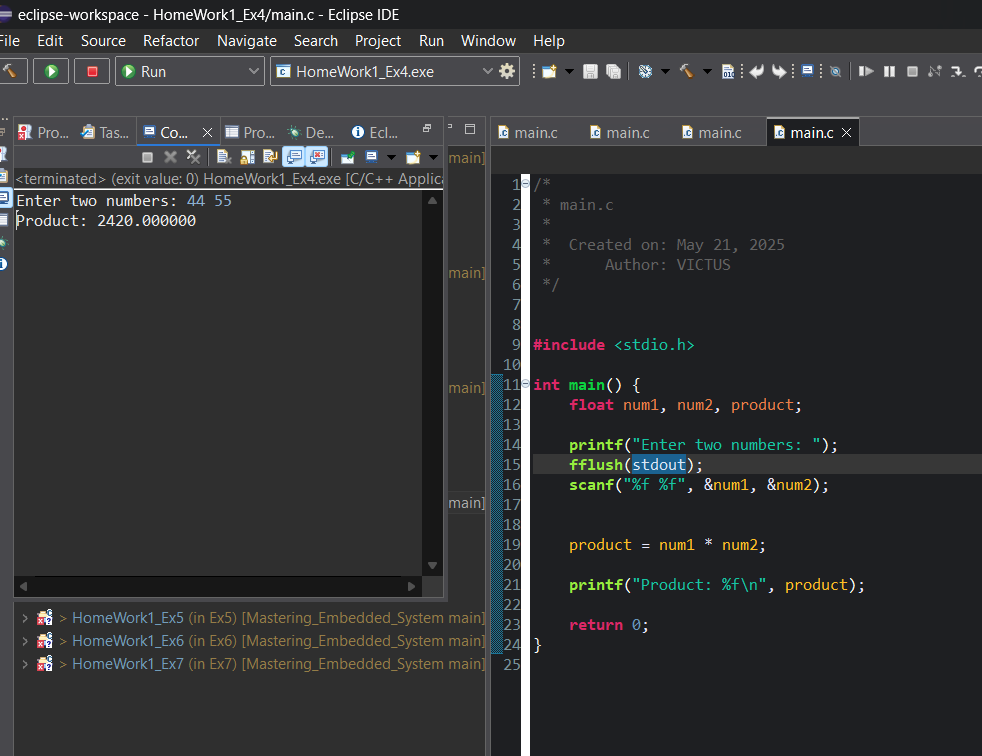 eclipse-workspace - HomeWork1_Ex4/main.c - Eclipse IDE
File Edit Source Refactor Navigate Search Project Run Window Help
Run HomeWork1_Ex4.exe
Pro... Tas... Co... Pro... De... Ecl...
main.c main.c main.c main.c
<terminated> (exit value: 0) HomeWork1_Ex4.exe [C/C++ Applica
Enter two numbers: 44 55
Product: 2420.000000
main]
main]
main]
main]
> HomeWork1_Ex5 (in Ex5) [Mastering_Embedded_System main]
> HomeWork1_Ex6 (in Ex6) [Mastering_Embedded_System main]
> HomeWork1_Ex7 (in Ex7) [Mastering_Embedded_System main]
1 /*
2  * main.c
3  *
4  *  Created on: May 21, 2025
5  *      Author: VICTUS
6  */
7
8
9 #include <stdio.h>
10
11 int main() {
12     float num1, num2, product;
13
14     printf("Enter two numbers: ");
15     fflush(stdout);
16     scanf("%f %f", &num1, &num2);
17
18
19     product = num1 * num2;
20
21     printf("Product: %f\n", product);
22
23     return 0;
24 }
25